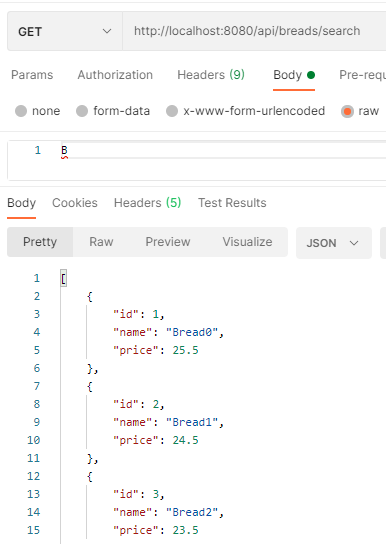 GET http://localhost:8080/api/breads/search
Params Authorization Headers (9) Body Pre-requ
none form-data x-www-form-urlencoded raw
1 B
Body Cookies Headers (5) Test Results
Pretty Raw Preview Visualize JSON
1 [
2 {
3 "id": 1,
4 "name": "Bread0",
5 "price": 25.5
6 },
7 {
8 "id": 2,
9 "name": "Bread1",
10 "price": 24.5
11 },
12 {
13 "id": 3,
14 "name": "Bread2",
15 "price": 23.5